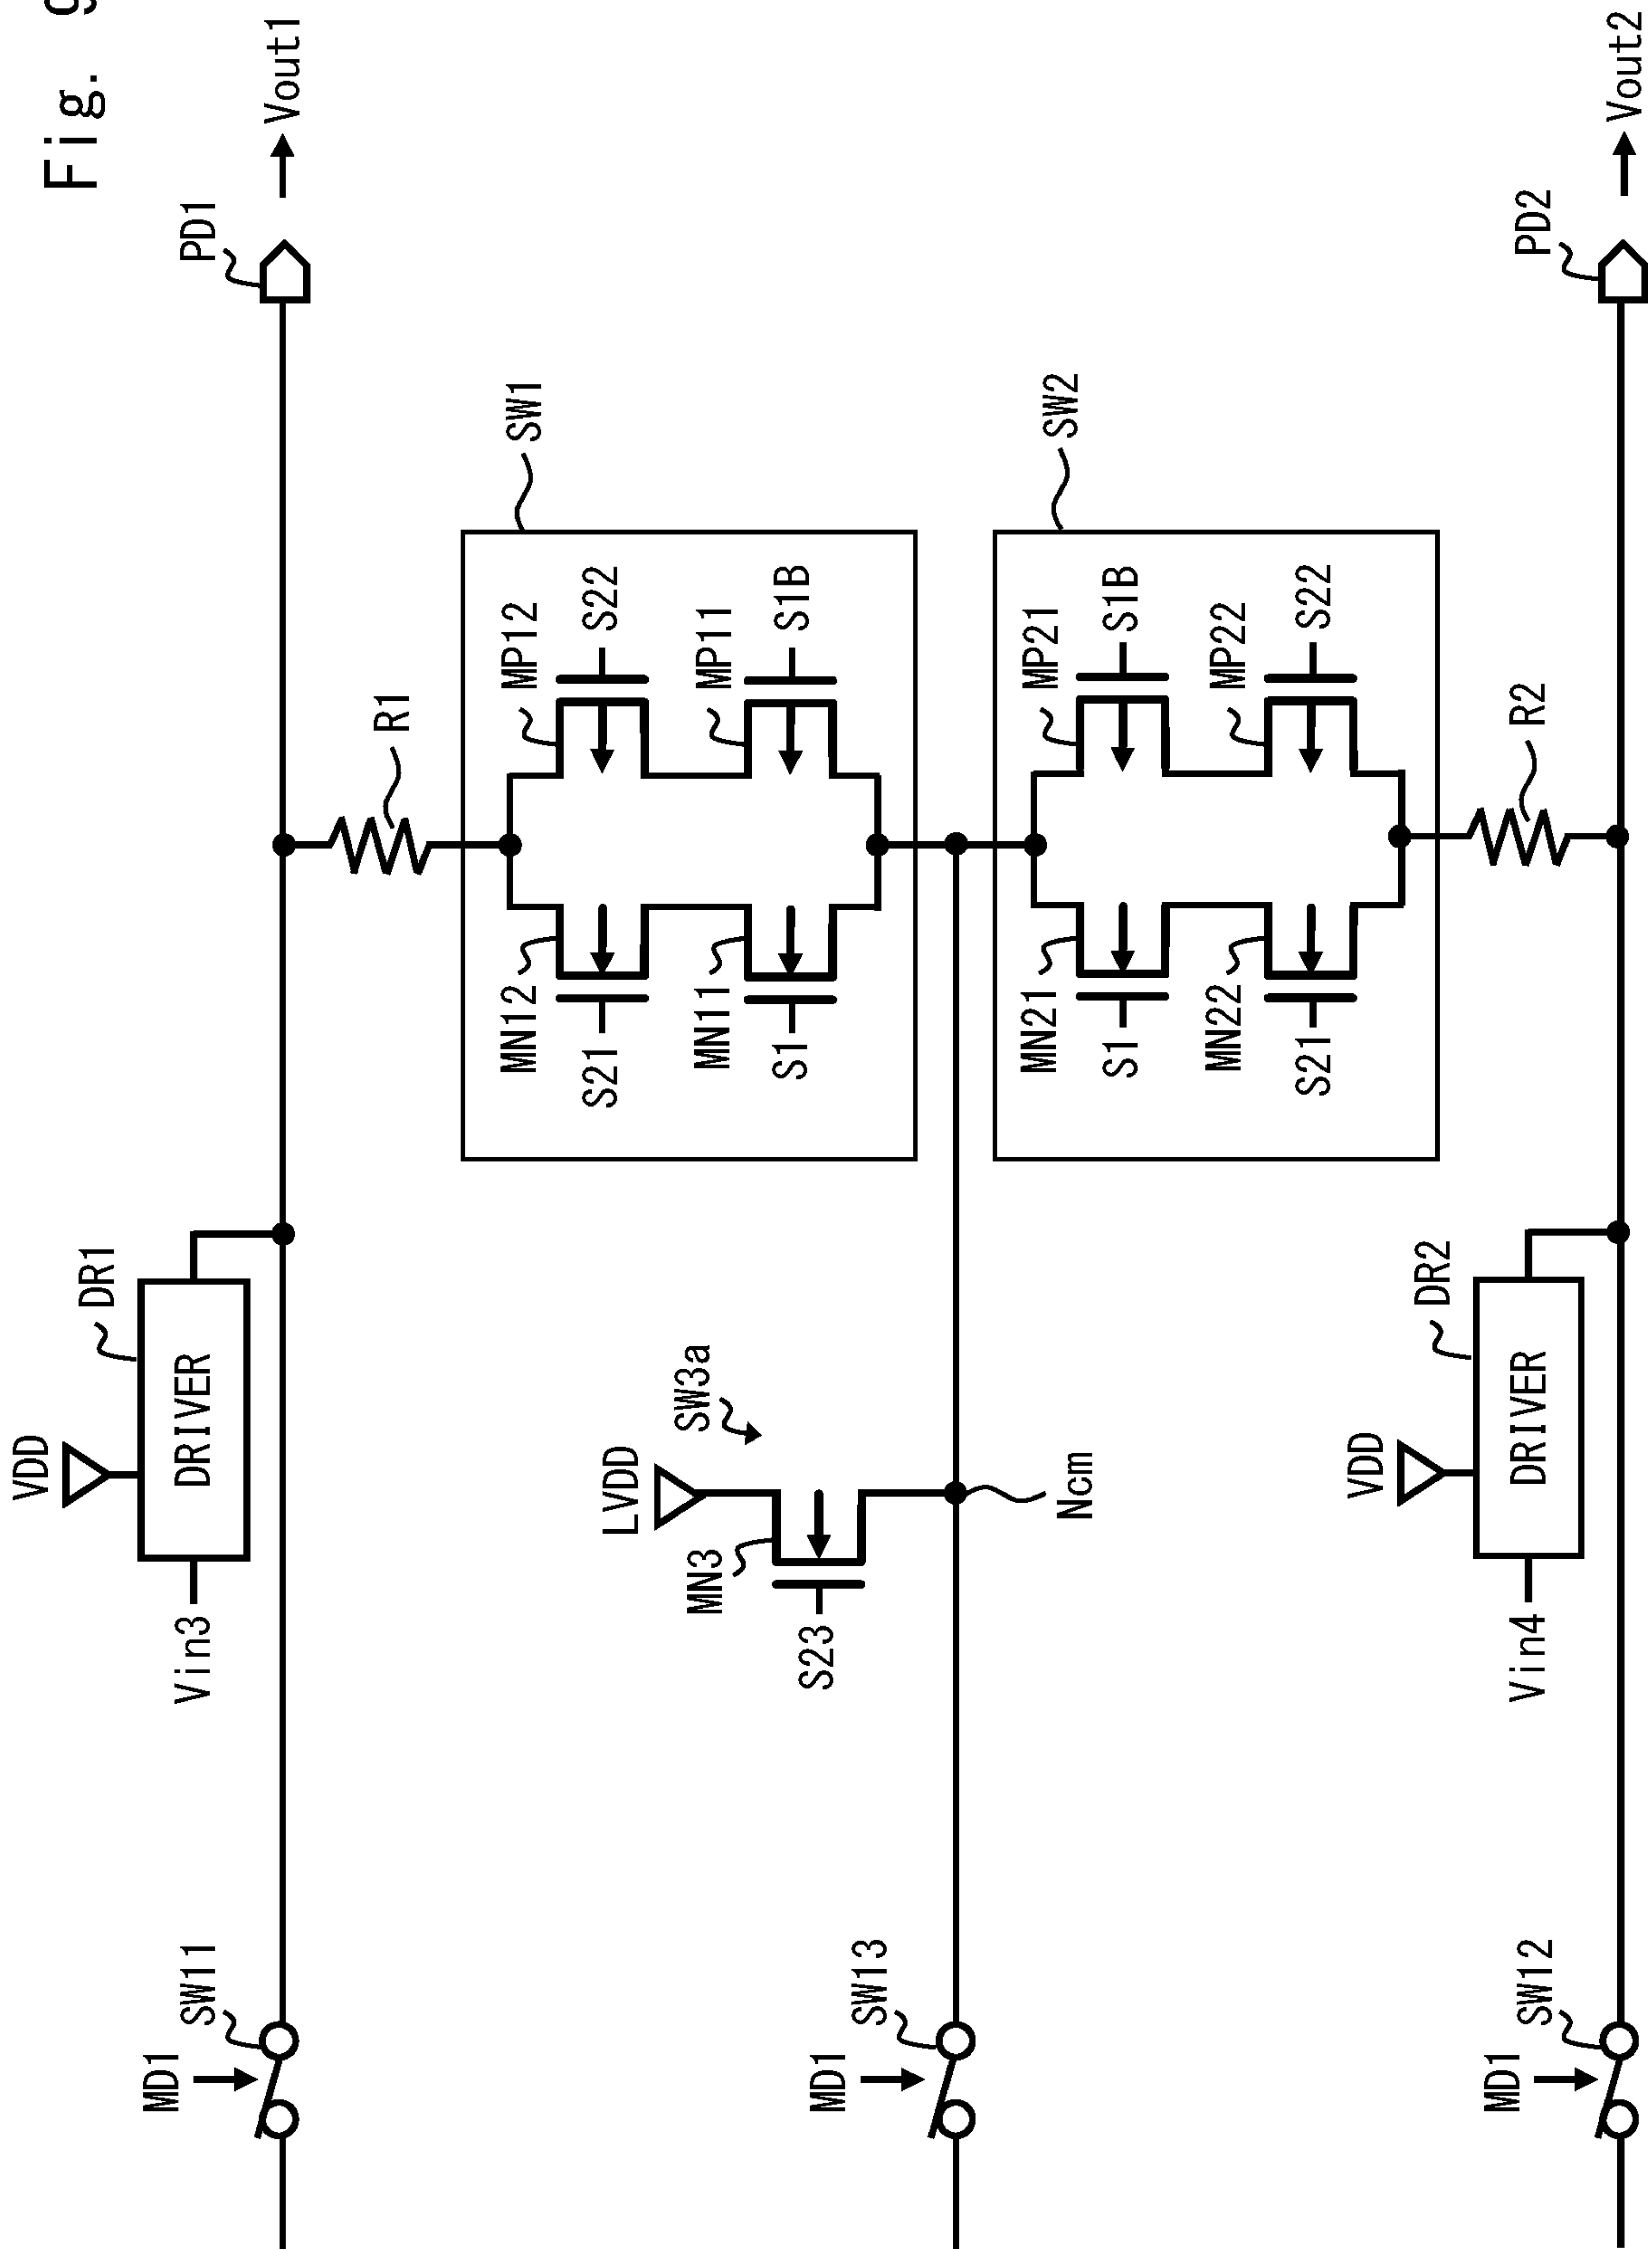 Fig. 9
VDD
DR1
DRIVER
Vin3
MD1
SW11
PD1
Vout1
R1
SW1
MN12
S21
MP12
S22
MN11
S1
MP11
S1B
LVDD
SW3a
MN3
S23
Ncm
MD1
SW13
SW2
MN21
S1
MP21
S1B
MN22
S21
MP22
S22
R2
VDD
DR2
DRIVER
Vin4
MD1
SW12
PD2
Vout2